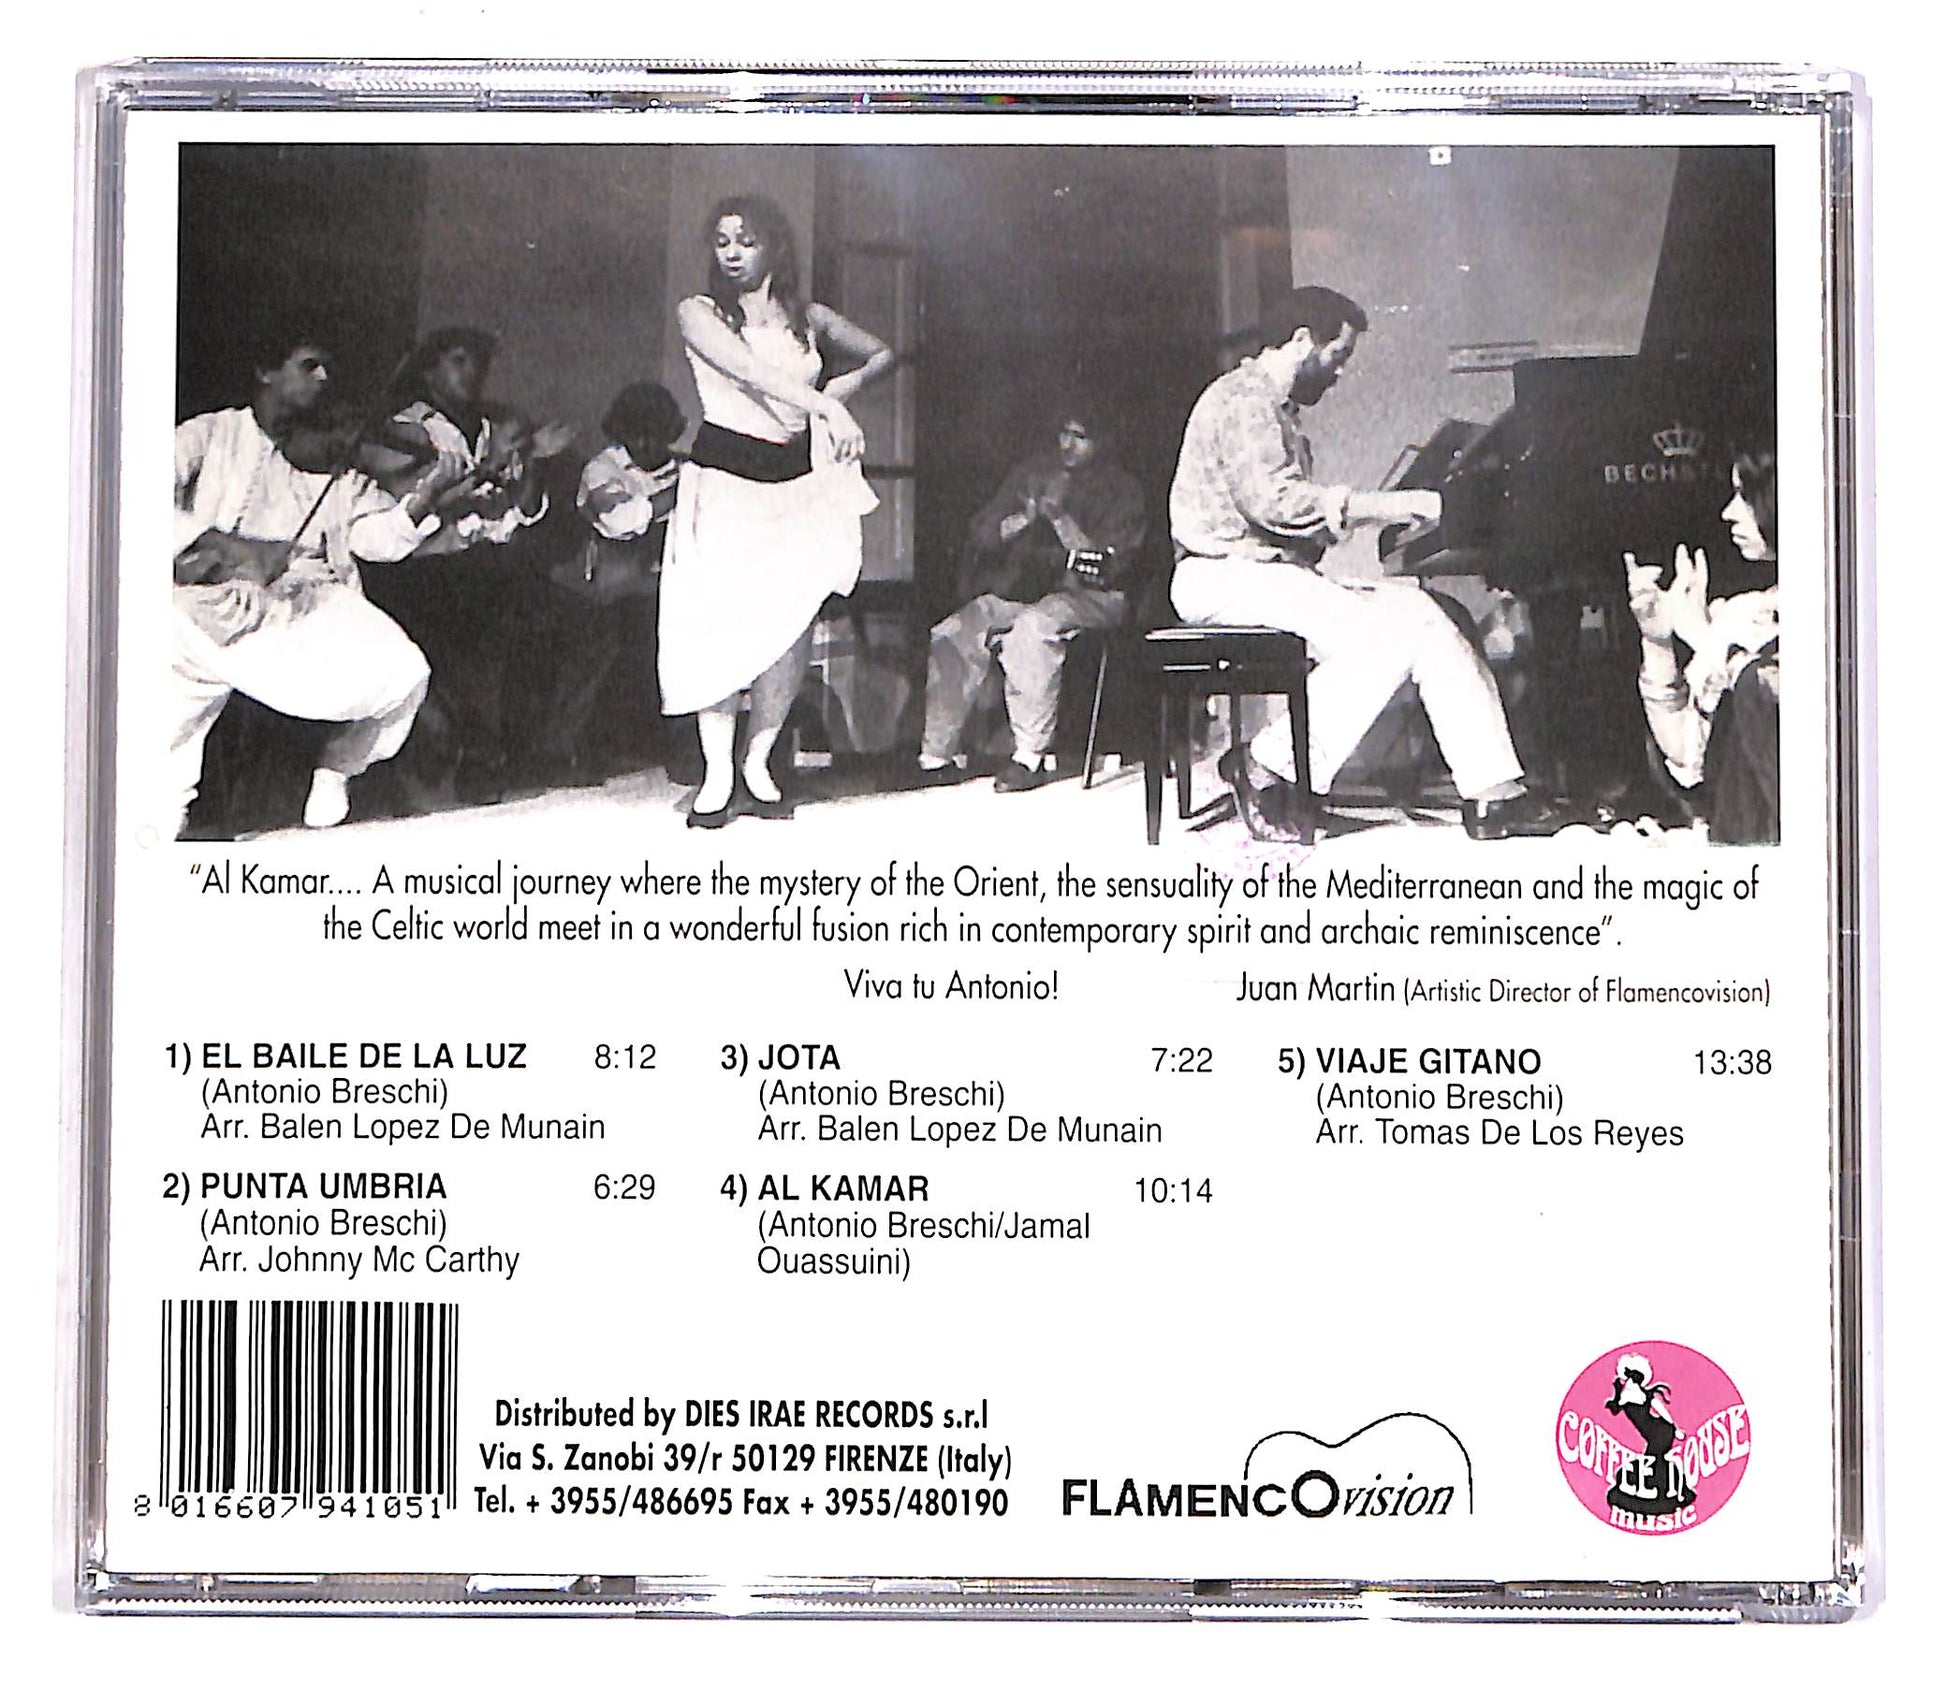 BECHST
"Al Kamar.... A musical journey where the mystery of the Orient, the sensuality of the Mediterranean and the magic of
the Celtic world meet in a wonderful fusion rich in contemporary spirit and archaic reminiscence".
Viva tu Antonio! Juan Martin (Artistic Director of Flamencovision)
1) EL BAILE DE LA LUZ 8:12
(Antonio Breschi)
Arr. Balen Lopez De Munain
2) PUNTA UMBRIA 6:29
(Antonio Breschi)
Arr. Johnny Mc Carthy
3) JOTA 7:22
(Antonio Breschi)
Arr. Balen Lopez De Munain
4) AL KAMAR 10:14
(Antonio Breschi/Jamal
Ouassuini)
5) VIAJE GITANO 13:38
(Antonio Breschi)
Arr. Tomas De Los Reyes
8 016607 941051
Distributed by DIES IRAE RECORDS s.r.l
Via S. Zanobi 39/r 50129 FIRENZE (Italy)
Tel. + 3955/486695 Fax + 3955/480190
FLAMENCOvision
COFFEE HOUSE
music